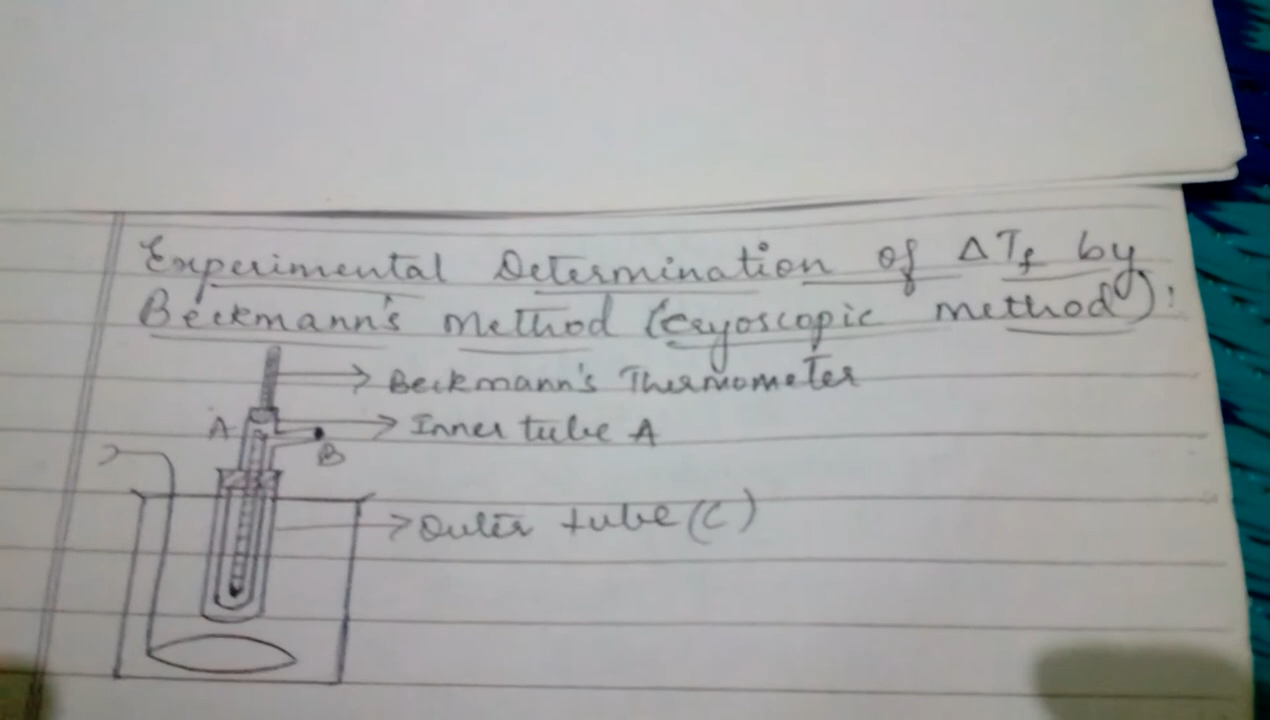 Experimental Determination of ΔTf by
Beckmann's Method (cryoscopic method):
Beckmann's Thermometer
A
Inner tube A
B
Outer tube (C)